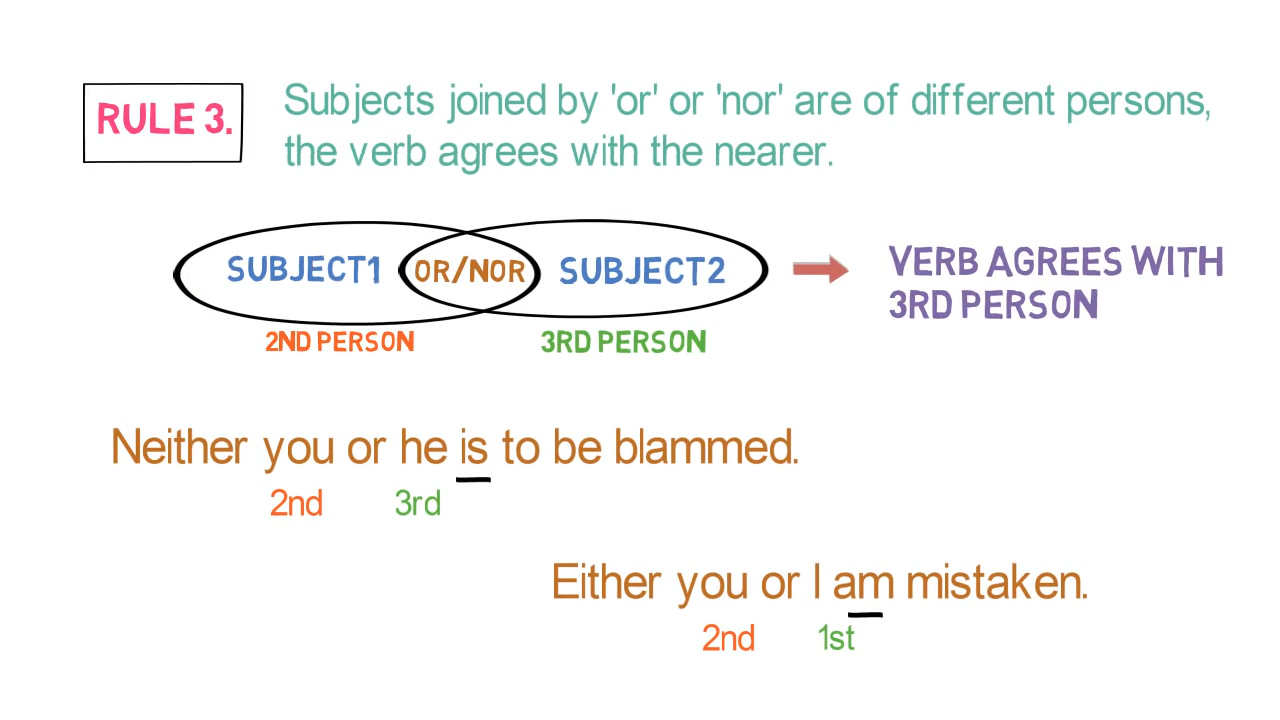 RULE 3.
Subjects joined by 'or' or 'nor' are of different persons,
the verb agrees with the nearer.
SUBJECT1 OR/NOR SUBJECT2
VERB AGREES WITH
3RD PERSON
2ND PERSON 3RD PERSON
Neither you or he is to be blammed.
2nd 3rd
Either you or I am mistaken.
2nd 1st